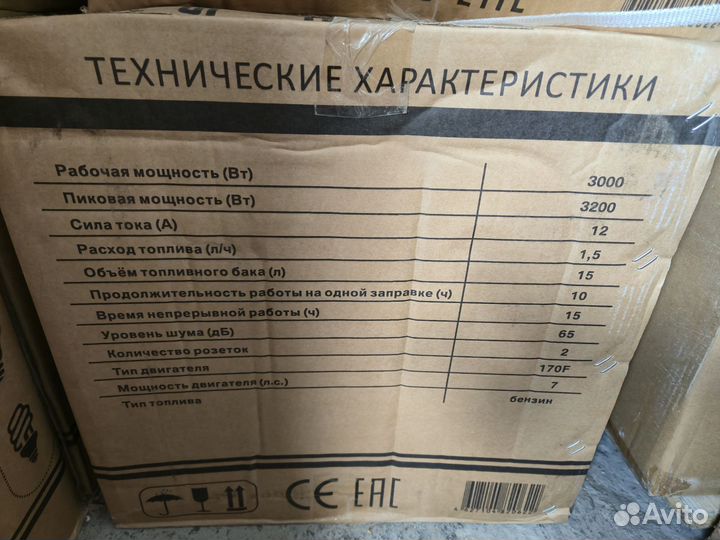 ТЕХНИЧЕСКИЕ ХАРАКТЕРИСТИКИ
Рабочая мощность (Вт) 3000
Пиковая мощность (Вт) 3200
Сила тока (А) 12
Расход топлива (л/ч) 1,5
Объём топливного бака (л) 15
Продолжительность работы на одной заправке (ч) 10
Время непрерывной работы (ч) 15
Уровень шума (дБ) 65
Количество розеток 2
Тип двигателя 170F
Мощность двигателя (л.с.) 7
Тип топлива бензин
CE EAC
Avito